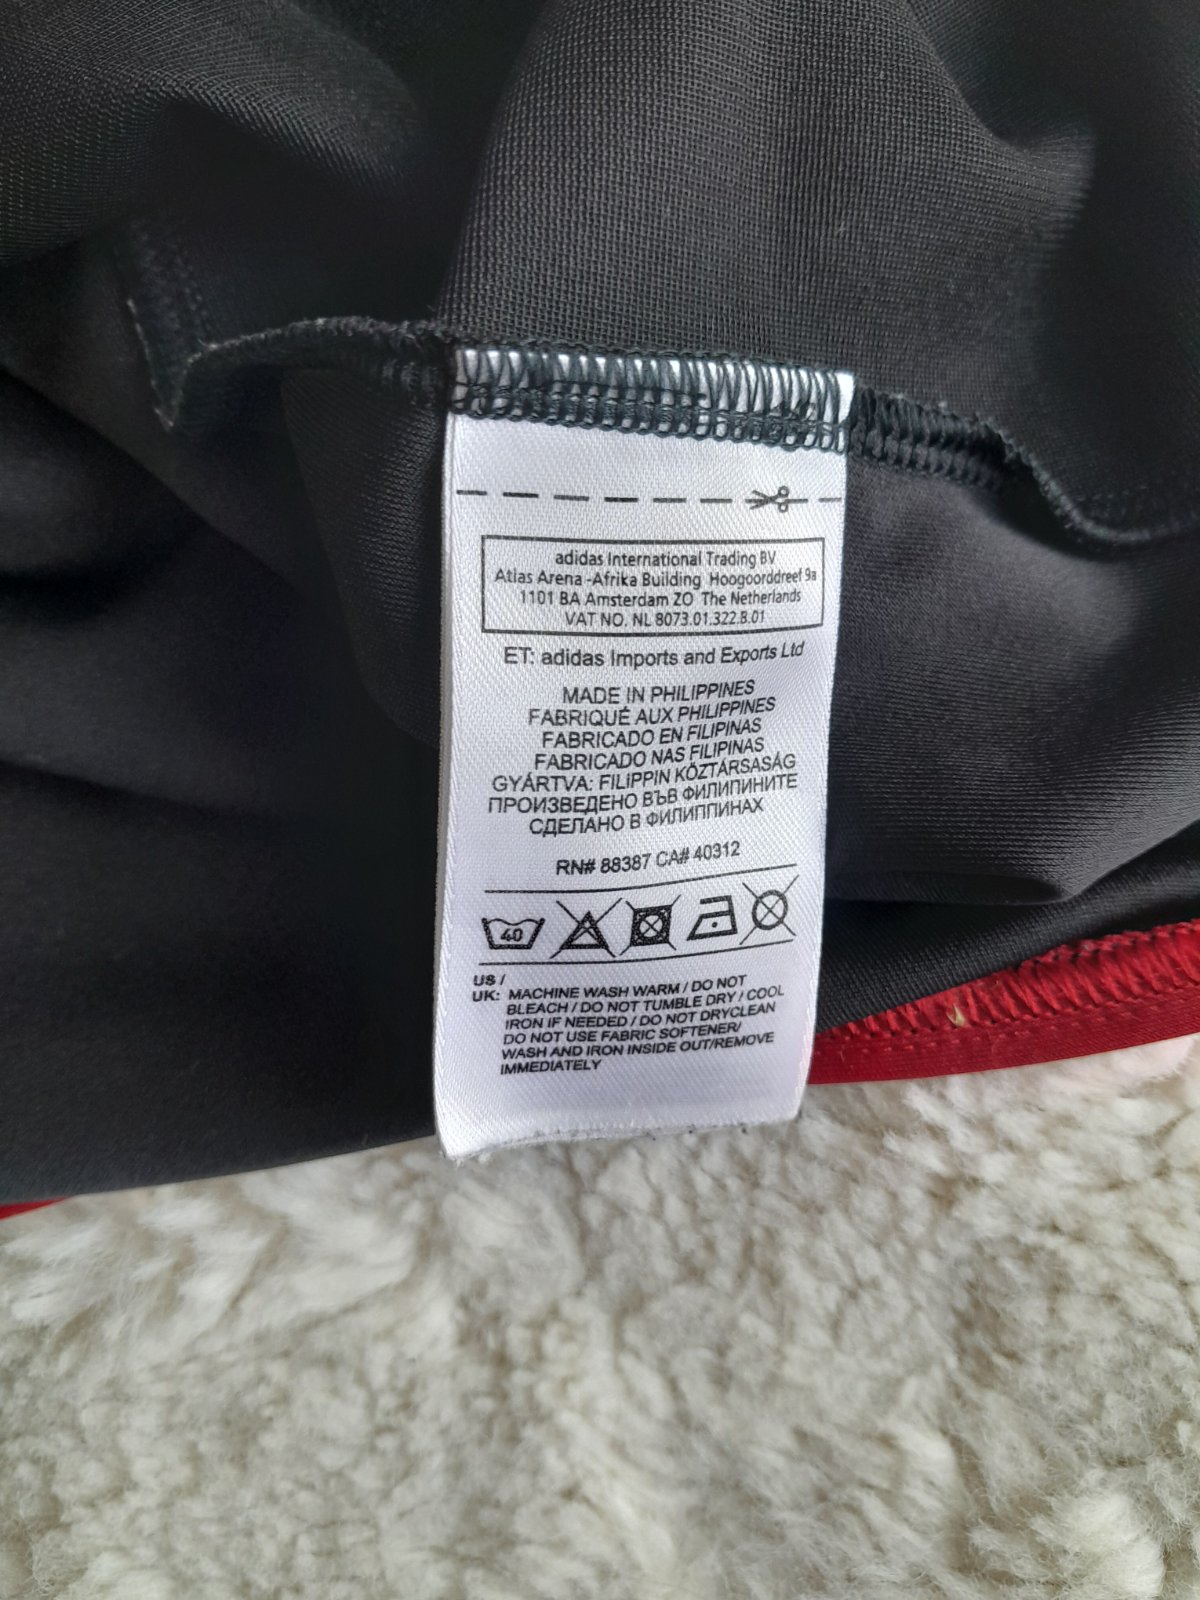 adidas International Trading BV
Atlas Arena -Afrika Building Hoogoorddreef 9a
1101 BA Amsterdam ZO The Netherlands
VAT NO. NL 8073.01.322.B.01
ET: adidas Imports and Exports Ltd
MADE IN PHILIPPINES
FABRIQUÉ AUX PHILIPPINES
FABRICADO EN FILIPINAS
FABRICADO NAS FILIPINAS
GYÁRTVA: FILIPPIN KÖZTÁRSASÁG
ПРОИЗВЕДЕНО ВЪВ ФИЛИПИНИТЕ
СДЕЛАНО В ФИЛИППИНАХ
RN# 88387 CA# 40312
40
US /
UK: MACHINE WASH WARM / DO NOT
BLEACH / DO NOT TUMBLE DRY / COOL
IRON IF NEEDED / DO NOT DRYCLEAN
DO NOT USE FABRIC SOFTENER/
WASH AND IRON INSIDE OUT/REMOVE
IMMEDIATELY